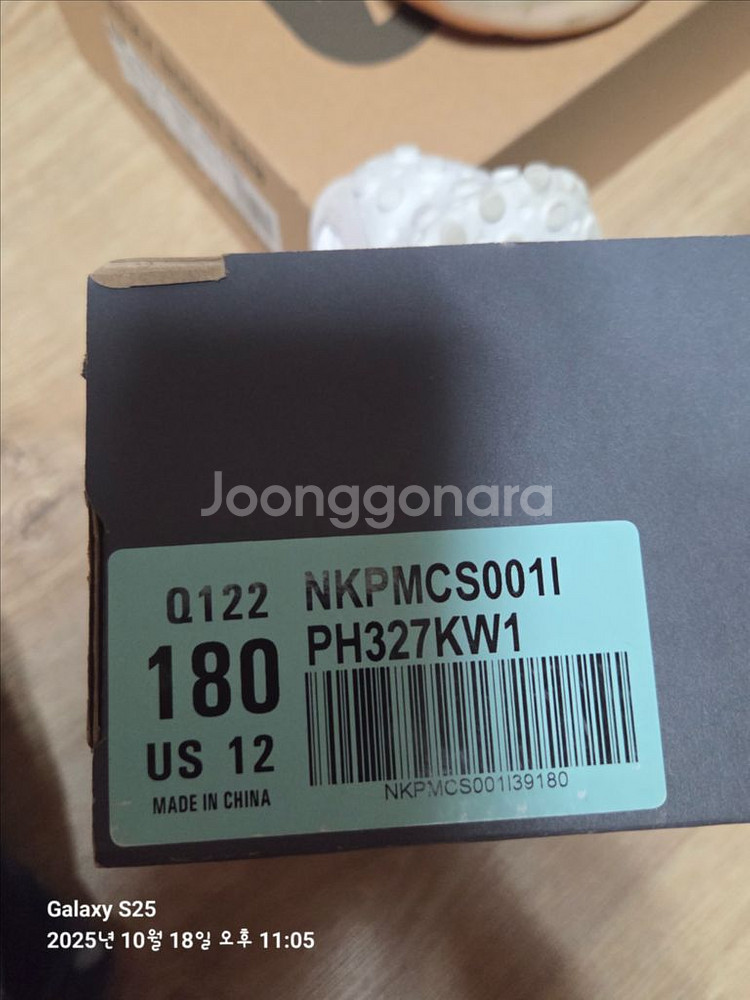 Joonggonara
Q122
NKPMCS001I
PH327KW1
180
US 12
MADE IN CHINA
NKPMCS001I39180
Galaxy S25
2025년 10월 18일 오후 11:05